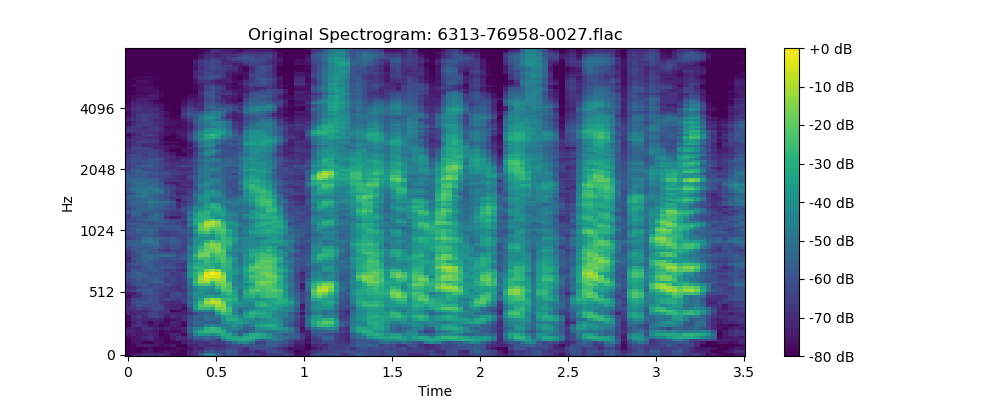 Original Spectrogram: 6313-76958-0027.flac
Hz
4096
2048
1024
512
0
0 0.5 1 1.5 2 2.5 3 3.5
Time
+0 dB
-10 dB
-20 dB
-30 dB
-40 dB
-50 dB
-60 dB
-70 dB
-80 dB